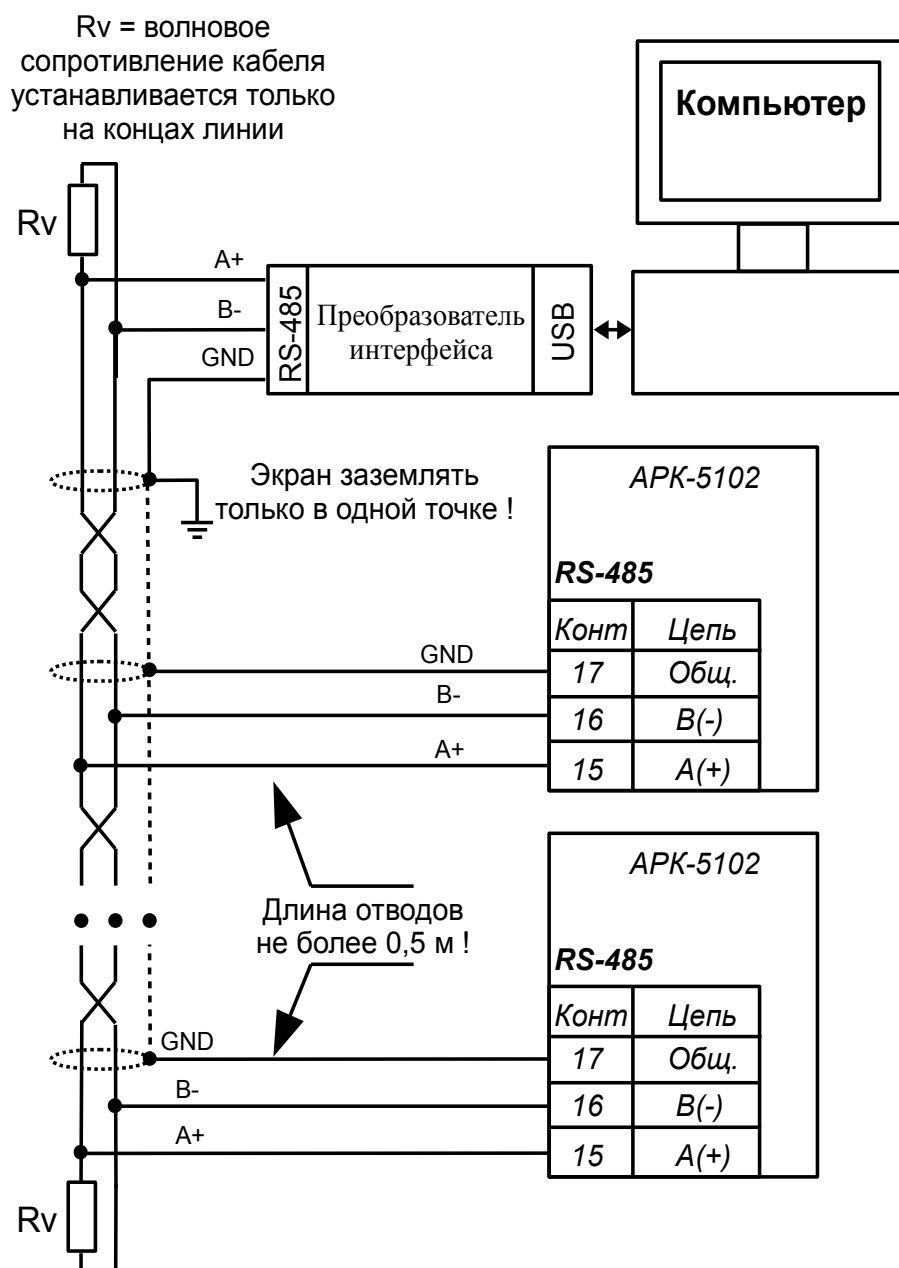 Rv = волновое
сопротивление кабеля
устанавливается только
на концах линии
Компьютер
Rv
A+
B-
GND
RS-485
Преобразователь
интерфейса
USB
Экран заземлять
только в одной точке !
АРК-5102
RS-485
Конт Цепь
17 Общ.
16 B(-)
15 A(+)
GND
B-
A+
Длина отводов
не более 0,5 м !
АРК-5102
RS-485
Конт Цепь
17 Общ.
16 B(-)
15 A(+)
GND
B-
A+
Rv